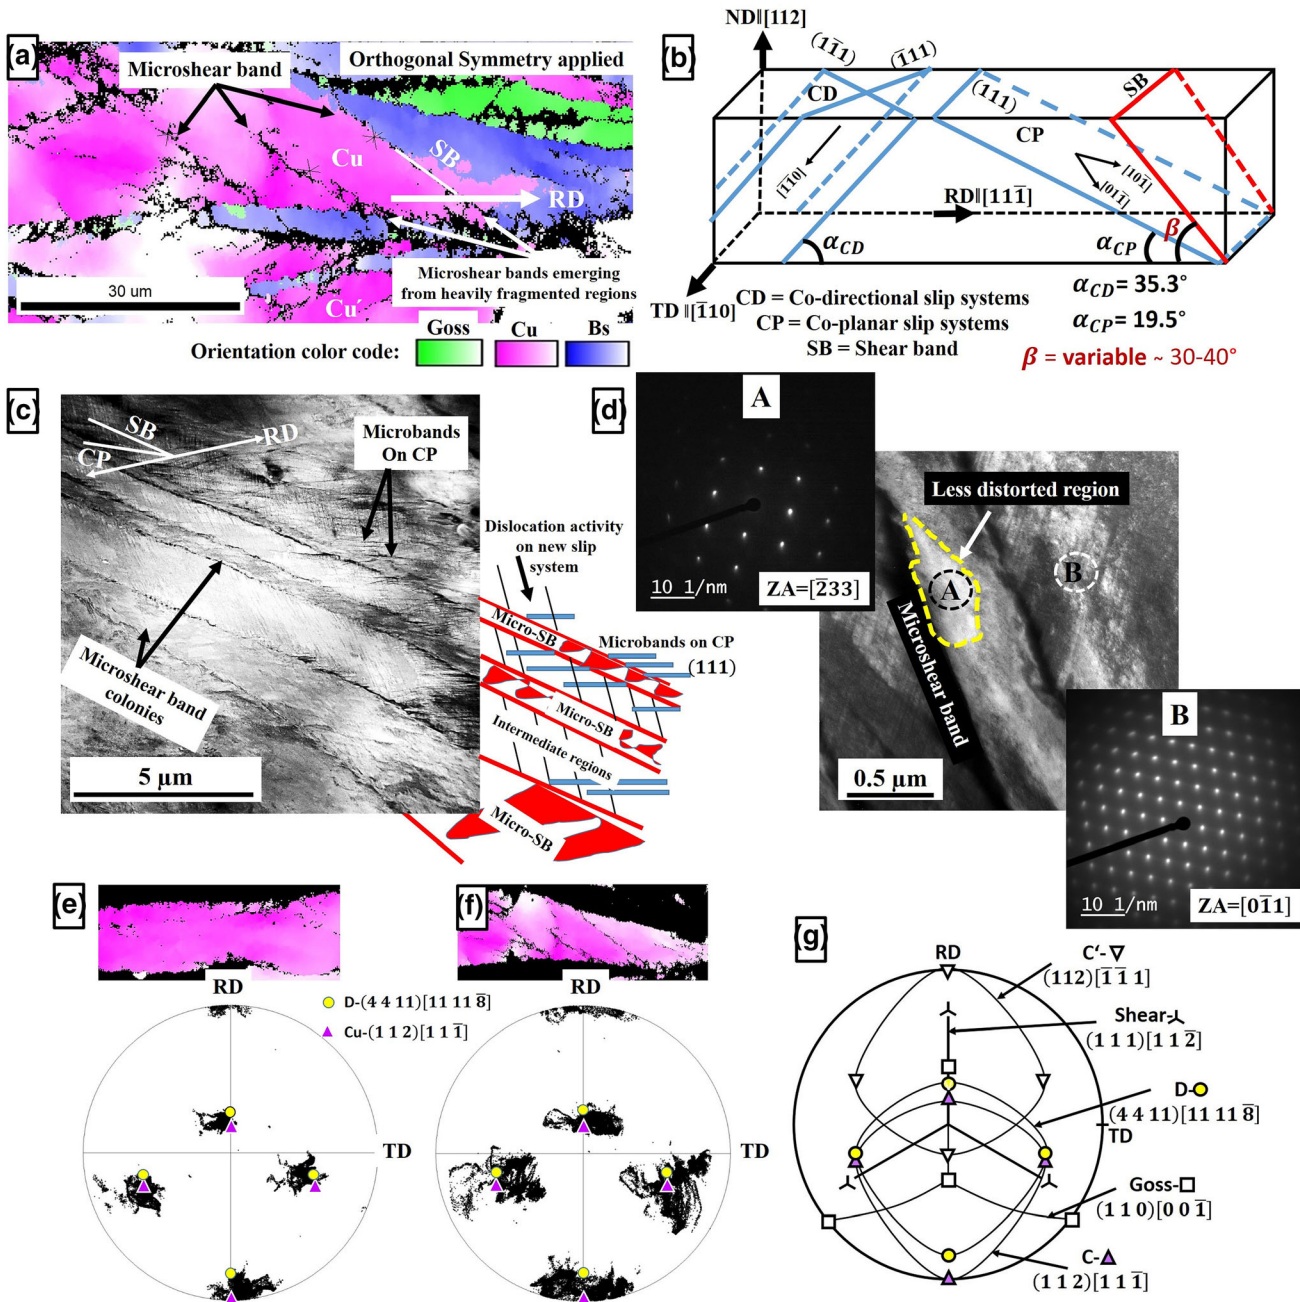 (a)
Microshear band
Orthogonal Symmetry applied
Cu
SB
RD
Microshear bands emerging
from heavily fragmented regions
30 um
Cu′
Goss
Cu
Bs
Orientation color code:
(b)
ND∥[112]
(11̄1)
(1̄11)
(111)
SB
CD
CP
[1̄1̄0]
[101̄]
[011̄]
RD∥[111̄]
β
α_CD
α_CP
TD∥[1̄10]
CD = Co-directional slip systems
CP = Co-planar slip systems
SB = Shear band
α_CD = 35.3°
α_CP = 19.5°
β = variable ~ 30-40°
(c)
SB
RD
CP
Microbands
On CP
Microshear band
colonies
5 µm
Dislocation activity
on new slip
system
Micro-SB
Microbands on CP
(111)
Micro-SB
Intermediate regions
Micro-SB
(d)
A
10 1/nm
ZA=[2̄33]
Less distorted region
A
B
Microshear band
0.5 µm
B
10 1/nm
ZA=[01̄1]
(e)
RD
TD
D-(4 4 11)[11 11 8̄]
Cu-(1 1 2)[1 1 1̄]
(f)
RD
TD
(g)
RD
C‘-▽
(112)[1̄ 1̄ 1]
Shear-
(1 1 1)[1 1 2̄]
D-
(4 4 11)[11 11 8̄]
TD
Goss-
(1 1 0)[0 0 1̄]
C-
(1 1 2)[1 1 1̄]